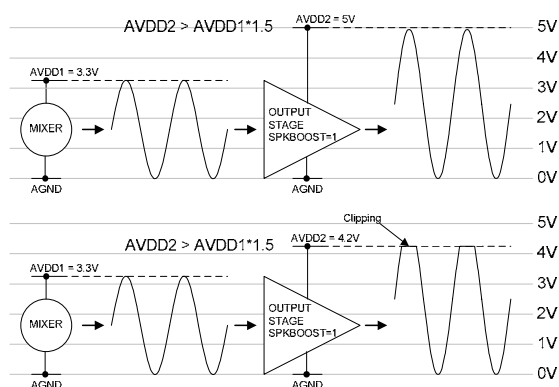 AVDD2 > AVDD1*1.5
AVDD2 = 5V
5V
4V
AVDD1 = 3.3V
3V
MIXER
OUTPUT
STAGE
SPKBOOST=1
2V
1V
0V
AGND
AGND
Clipping
5V
AVDD2 > AVDD1*1.5
AVDD2 = 4.2V
4V
AVDD1 = 3.3V
3V
MIXER
OUTPUT
STAGE
SPKBOOST=1
2V
1V
0V
AGND
AGND